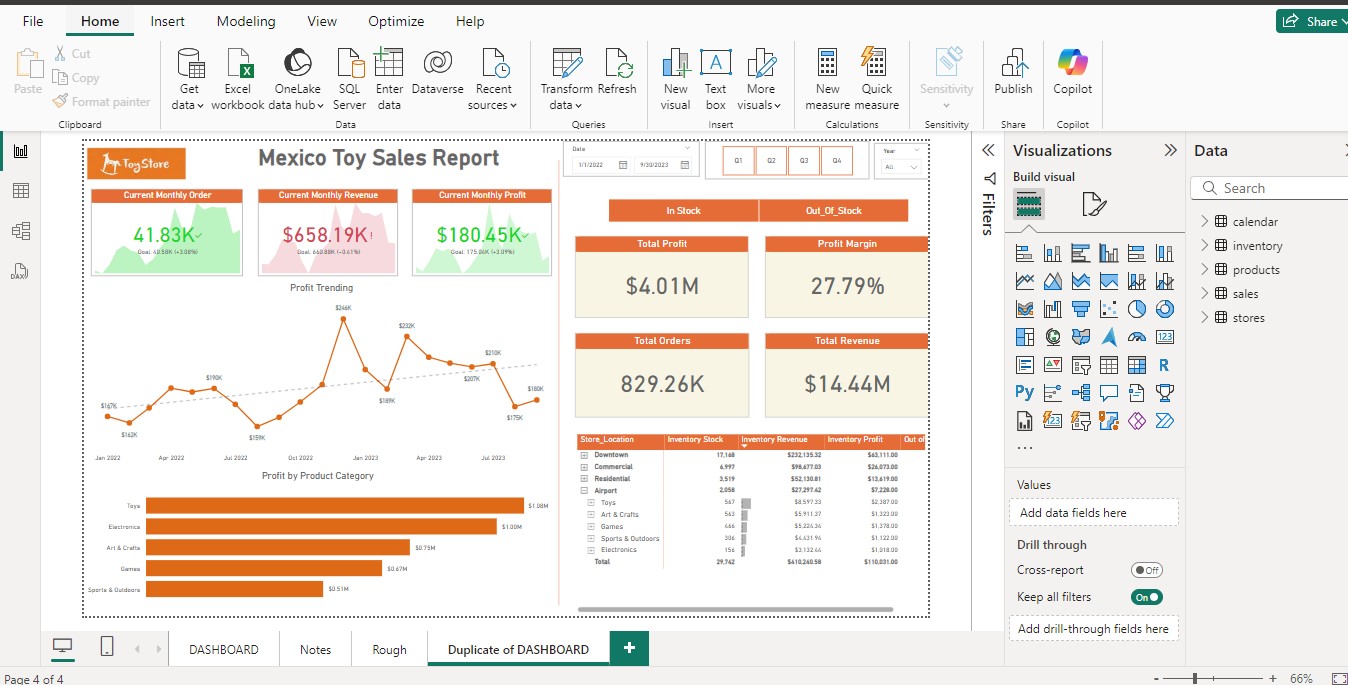 File Home Insert Modeling View Optimize Help Share
Paste
Cut
Copy
Format painter
Clipboard
Get data
Excel workbook
OneLake data hub
SQL Server
Enter data
Dataverse
Recent sources
Data
Transform data
Refresh
Queries
New visual
Text box
More visuals
Insert
New measure
Quick measure
Calculations
Sensitivity
Sensitivity
Publish
Share
Copilot
Copilot
ToyStore
Mexico Toy Sales Report
Date
1/1/2022 9/30/2023
Q1 Q2 Q3 Q4
Year
All
Current Monthly Order
41.83K
Goal: 40.58K (+3.08%)
Current Monthly Revenue
$658.19K!
Goal: 660.88K (-0.41%)
Current Monthly Profit
$180.45K
Goal: 175.06K (+3.09%)
In Stock Out_Of_Stock
Total Profit
$4.01M
Profit Margin
27.79%
Total Orders
829.26K
Total Revenue
$14.44M
Profit Trending
$246K
$232K
$210K
$190K
$207K
$180K
$167K
$189K
$175K
$162K
$159K
Jan 2022 Apr 2022 Jul 2022 Oct 2022 Jan 2023 Apr 2023 Jul 2023
Profit by Product Category
Toys $1.08M
Electronics $1.00M
Art & Crafts $0.75M
Games $0.67M
Sports & Outdoors $0.51M
Store_Location Inventory Stock Inventory Revenue Inventory Profit Out of
Downtown 17,168 $232,135.32 $63,111.00
Commercial 6,997 $98,677.03 $26,073.00
Residential 3,519 $52,130.81 $13,619.00
Airport 2,058 $27,297.42 $7,228.00
Toys 567 $8,597.33 $2,387.00
Art & Crafts 563 $5,911.37 $1,323.00
Games 466 $5,224.34 $1,378.00
Sports & Outdoors 306 $4,431.94 $1,122.00
Electronics 156 $3,132.44 $1,018.00
Total 29,742 $410,240.58 $110,031.00
Filters
Visualizations
Build visual
123
R
Py
123
...
Values
Add data fields here
Drill through
Cross-report Off
Keep all filters On
Add drill-through fields here
Data
Search
calendar
inventory
products
sales
stores
DAX
DASHBOARD Notes Rough Duplicate of DASHBOARD +
Page 4 of 4
- + 66%